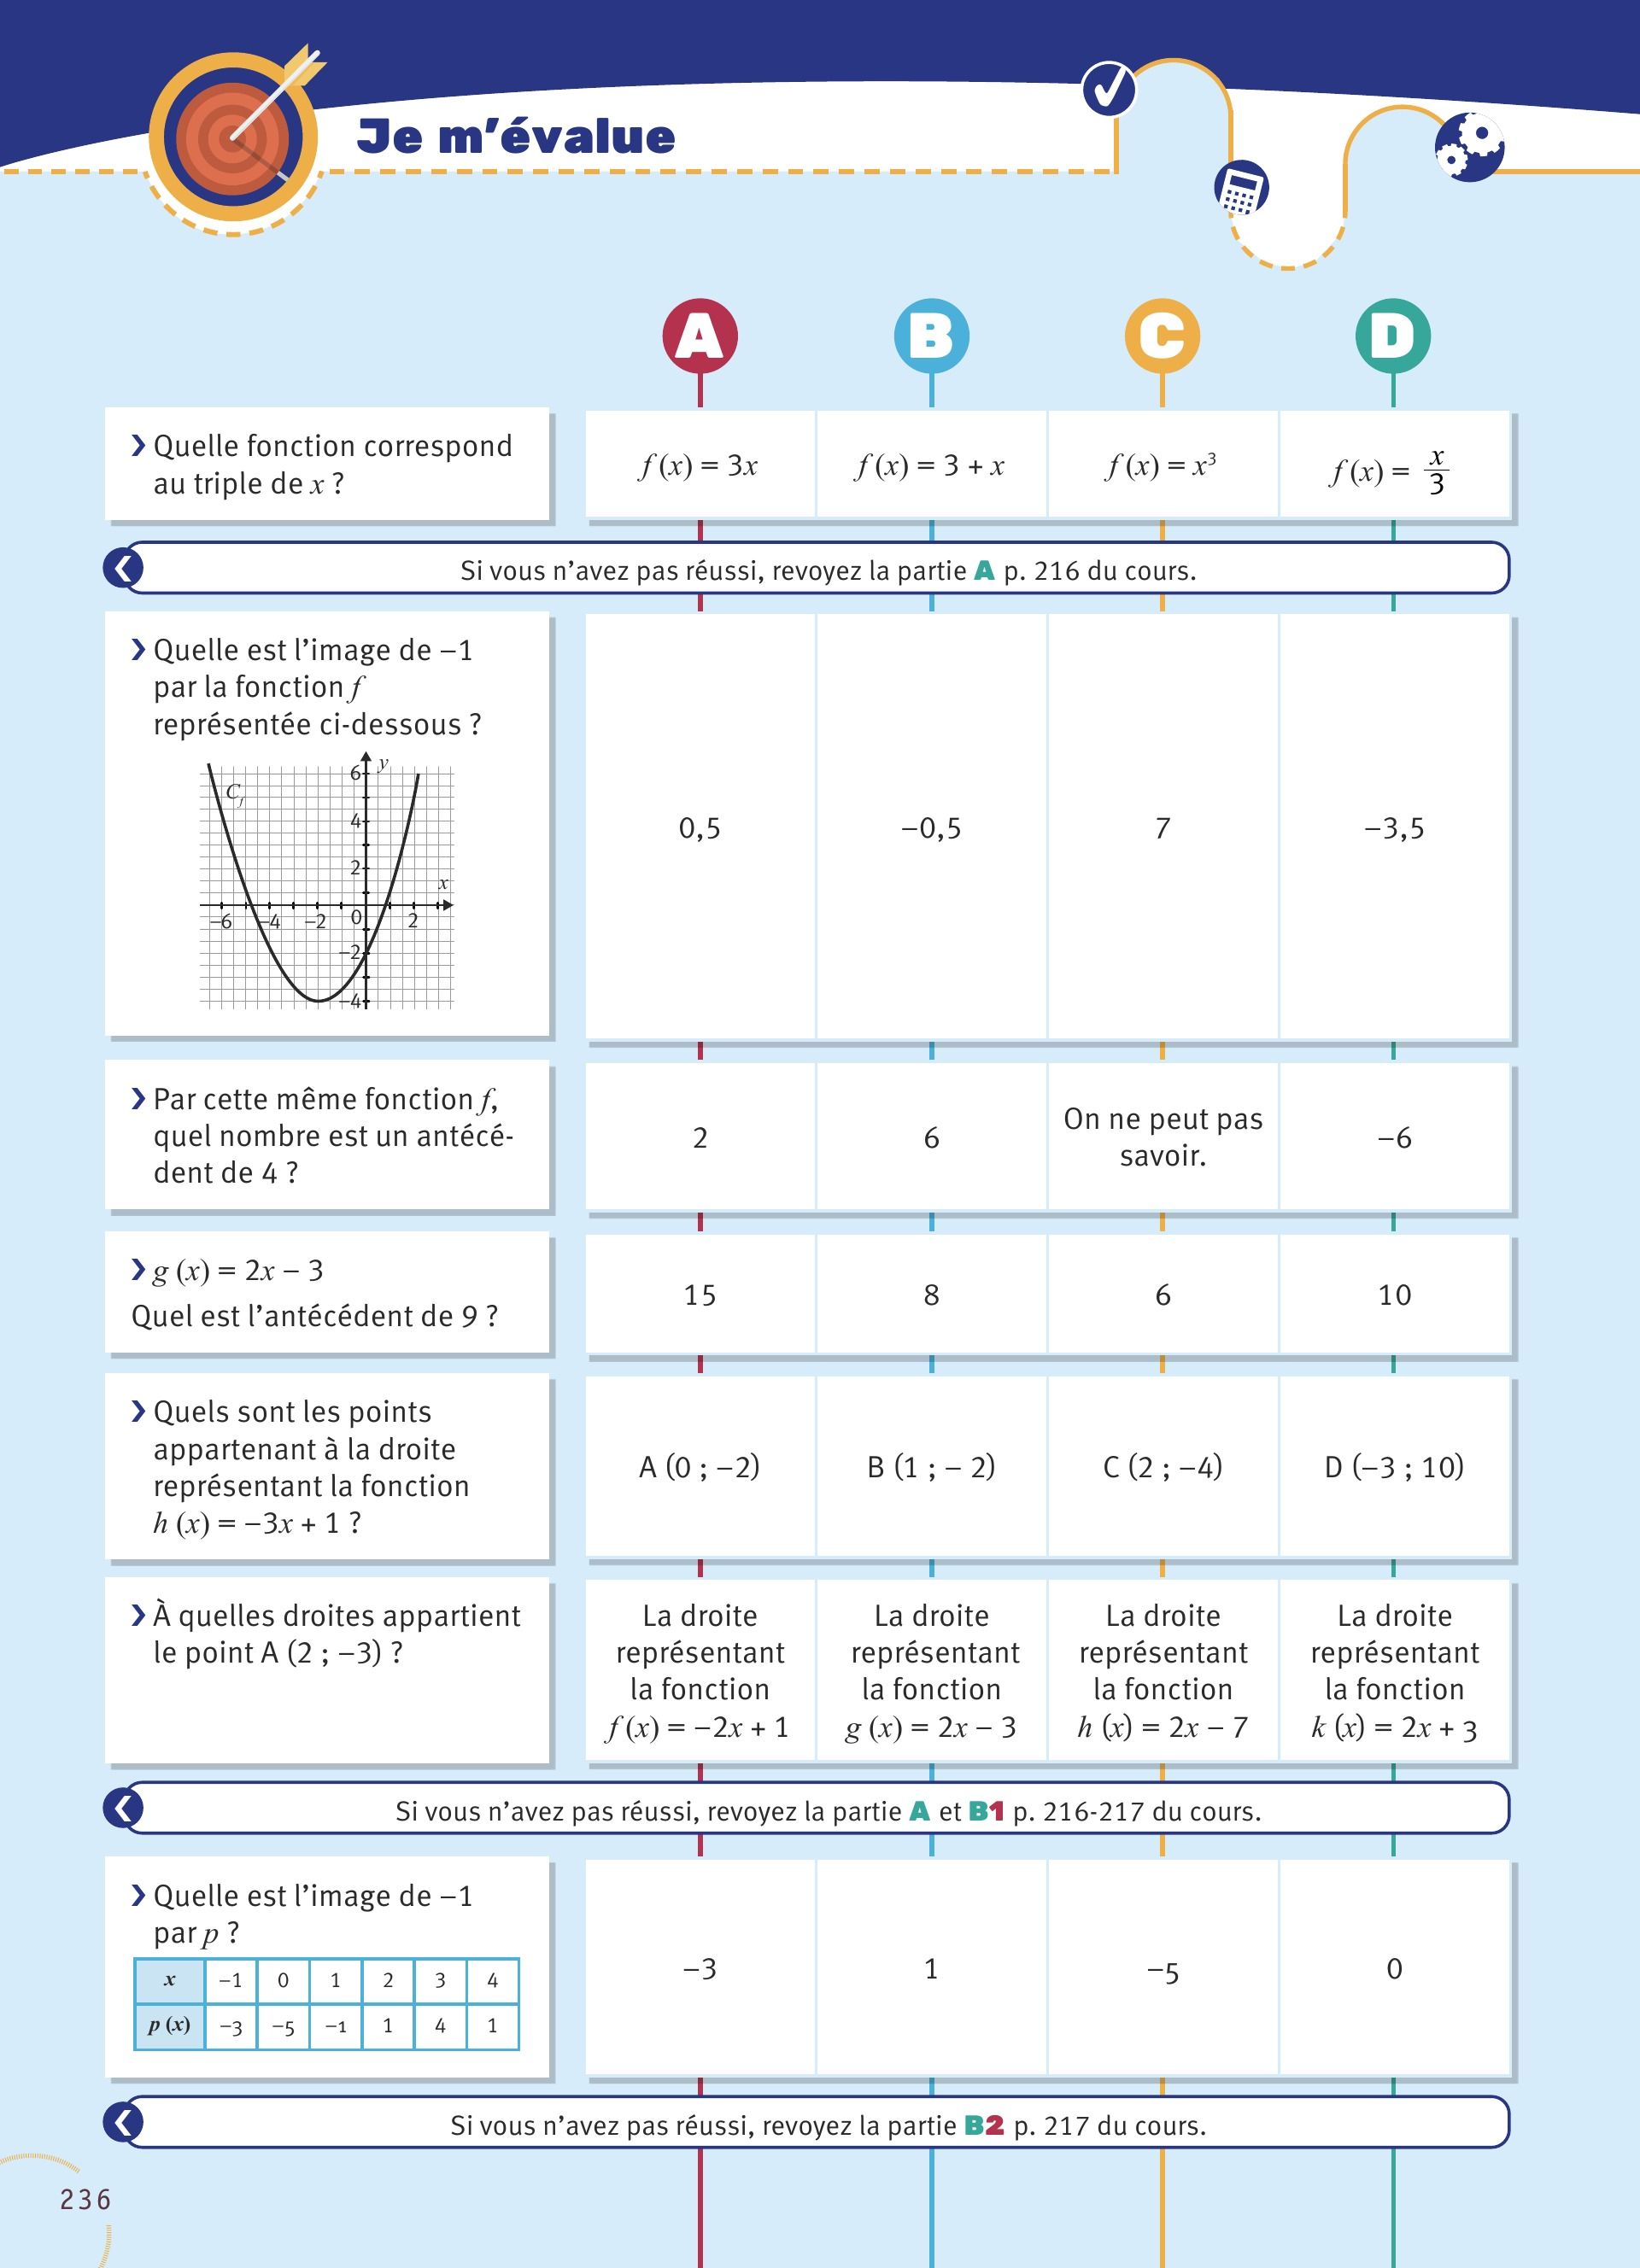 Je m’évalue
A
B
C
D
› Quelle fonction correspond
au triple de x ?
f (x) = 3x
f (x) = 3 + x
f (x) = x³
f (x) = x/3
Si vous n’avez pas réussi, revoyez la partie A p. 216 du cours.
› Quelle est l’image de –1
par la fonction f
représentée ci-dessous ?
y
6
Cf
4
2
x
–6
–4
–2
0
2
–2
–4
0,5
–0,5
7
–3,5
› Par cette même fonction f,
quel nombre est un antécé-
dent de 4 ?
2
6
On ne peut pas
savoir.
–6
› g (x) = 2x – 3
Quel est l’antécédent de 9 ?
15
8
6
10
› Quels sont les points
appartenant à la droite
représentant la fonction
h (x) = –3x + 1 ?
A (0 ; –2)
B (1 ; – 2)
C (2 ; –4)
D (–3 ; 10)
› À quelles droites appartient
le point A (2 ; –3) ?
La droite
représentant
la fonction
f (x) = –2x + 1
La droite
représentant
la fonction
g (x) = 2x – 3
La droite
représentant
la fonction
h (x) = 2x – 7
La droite
représentant
la fonction
k (x) = 2x + 3
Si vous n’avez pas réussi, revoyez la partie A et B1 p. 216-217 du cours.
› Quelle est l’image de –1
par p ?
x –1 0 1 2 3 4
p (x) –3 –5 –1 1 4 1
–3
1
–5
0
Si vous n’avez pas réussi, revoyez la partie B2 p. 217 du cours.
236